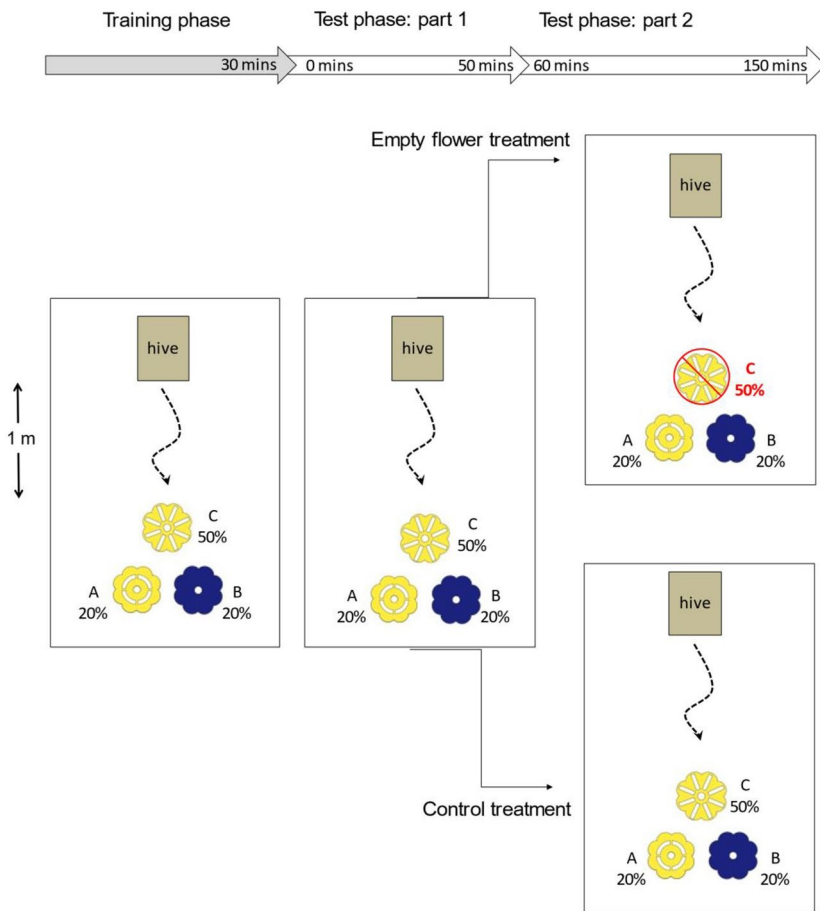 Training phase
Test phase: part 1
Test phase: part 2
30 mins
0 mins
50 mins
60 mins
150 mins
Empty flower treatment
hive
C
50%
A
20%
B
20%
1 m
hive
C
50%
A
20%
B
20%
hive
C
50%
A
20%
B
20%
Control treatment
hive
C
50%
A
20%
B
20%